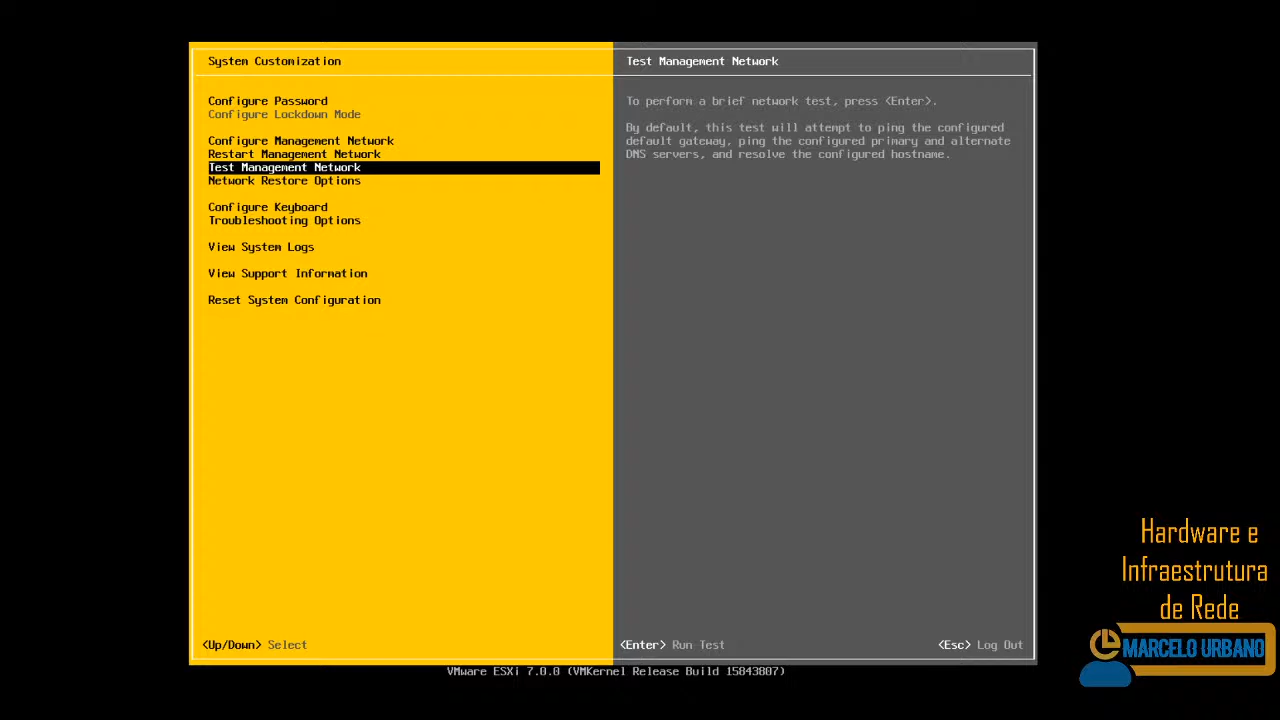 System Customization
Configure Password
Configure Lockdown Mode
Configure Management Network
Restart Management Network
Test Management Network
Network Restore Options
Configure Keyboard
Troubleshooting Options
View System Logs
View Support Information
Reset System Configuration
<Up/Down> Select
Test Management Network
To perform a brief network test, press <Enter>.
By default, this test will attempt to ping the configured
default gateway, ping the configured primary and alternate
DNS servers, and resolve the configured hostname.
<Enter> Run Test
<Esc> Log Out
VMware ESXi 7.0.0 (VMKernel Release Build 15843807)
Hardware e
Infraestrutura
de Rede
MARCELO URBANO